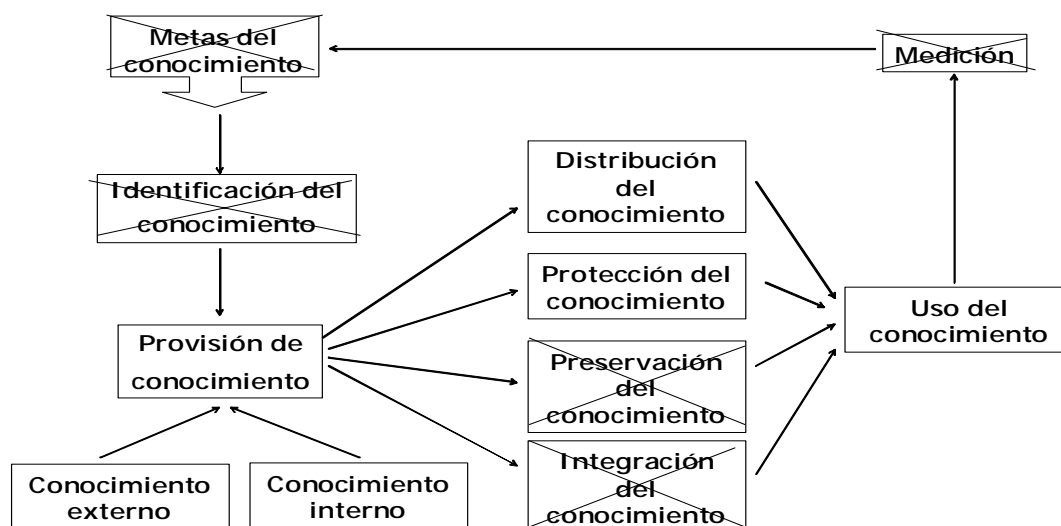 Metas del
conocimiento
Medición
Identificación del
conocimiento
Distribución
del
conocimiento
Protección del
conocimiento
Uso del
conocimiento
Provisión de
conocimiento
Preservación
del
conocimiento
Integración
del
conocimiento
Conocimiento
externo
Conocimiento
interno